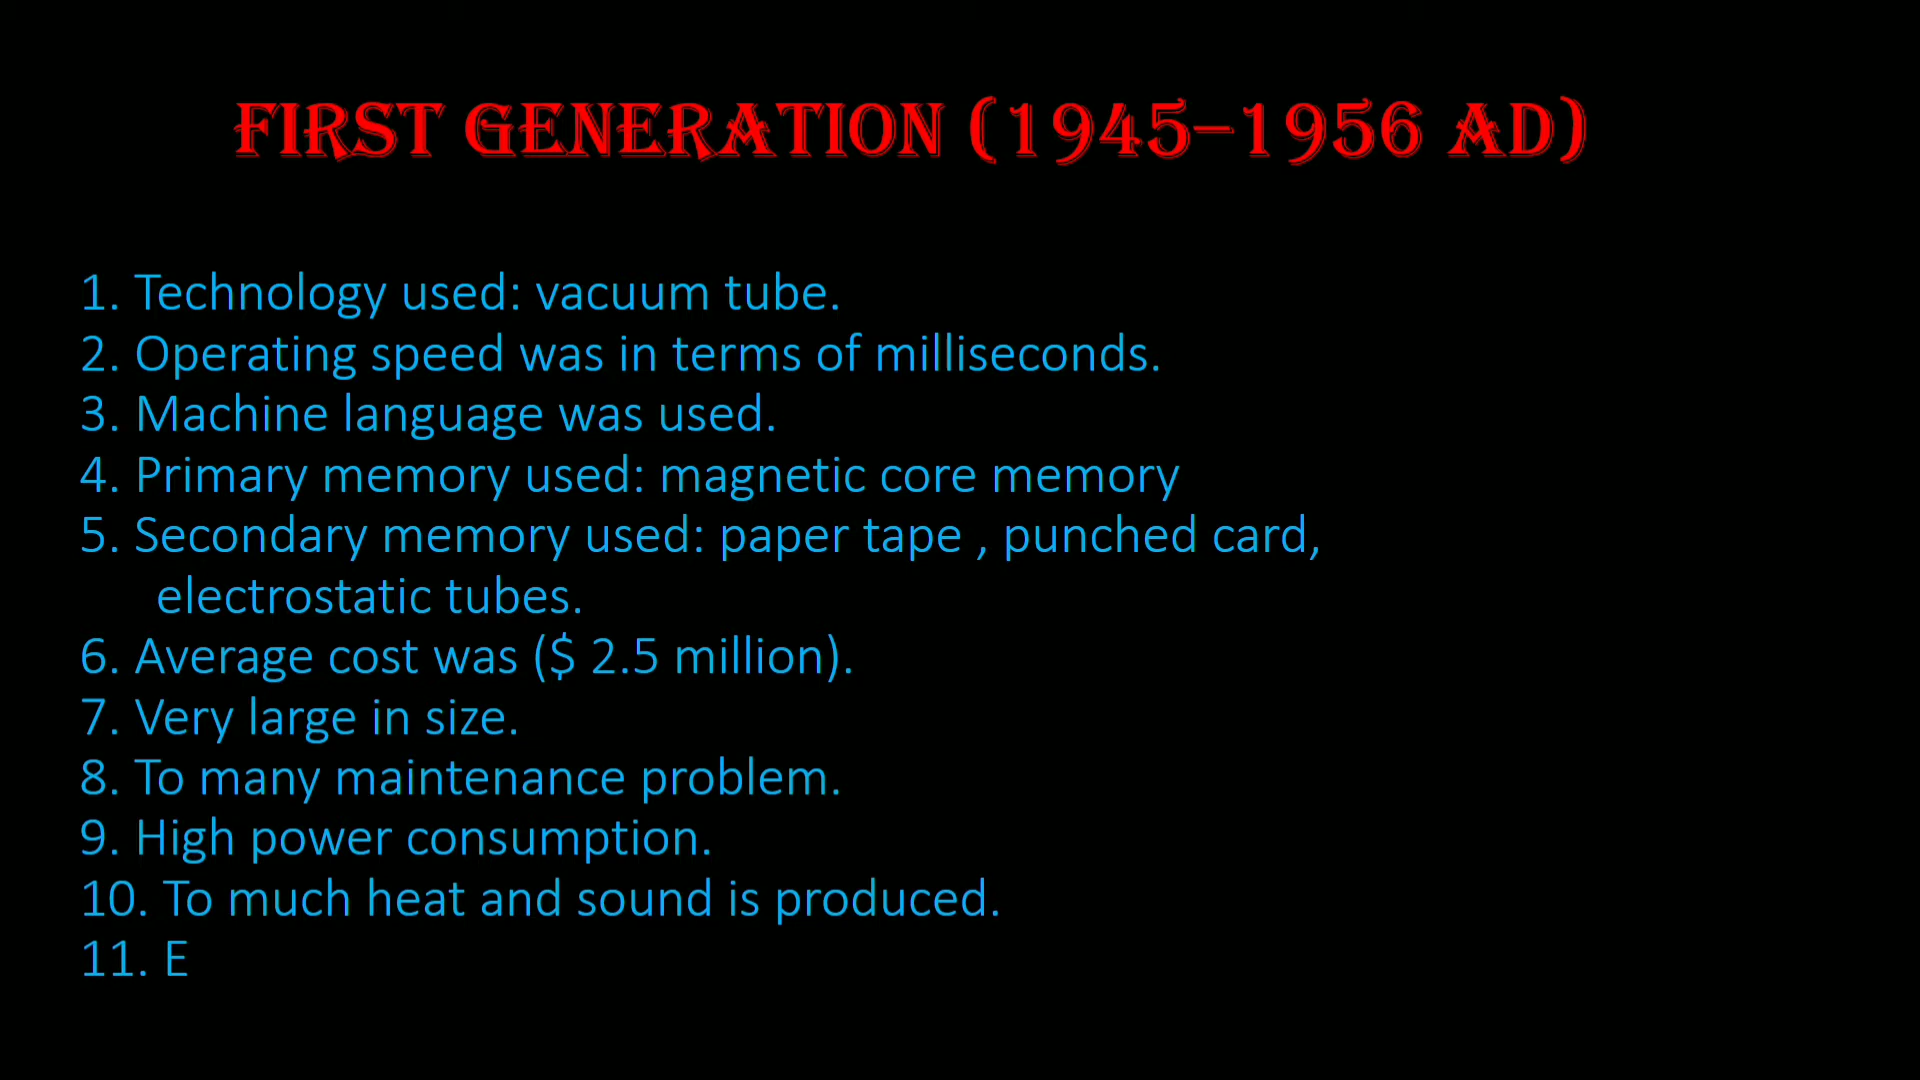 FIRST GENERATION (1945–1956 AD)
1. Technology used: vacuum tube.
2. Operating speed was in terms of milliseconds.
3. Machine language was used.
4. Primary memory used: magnetic core memory
5. Secondary memory used: paper tape , punched card,
electrostatic tubes.
6. Average cost was ($ 2.5 million).
7. Very large in size.
8. To many maintenance problem.
9. High power consumption.
10. To much heat and sound is produced.
11. E